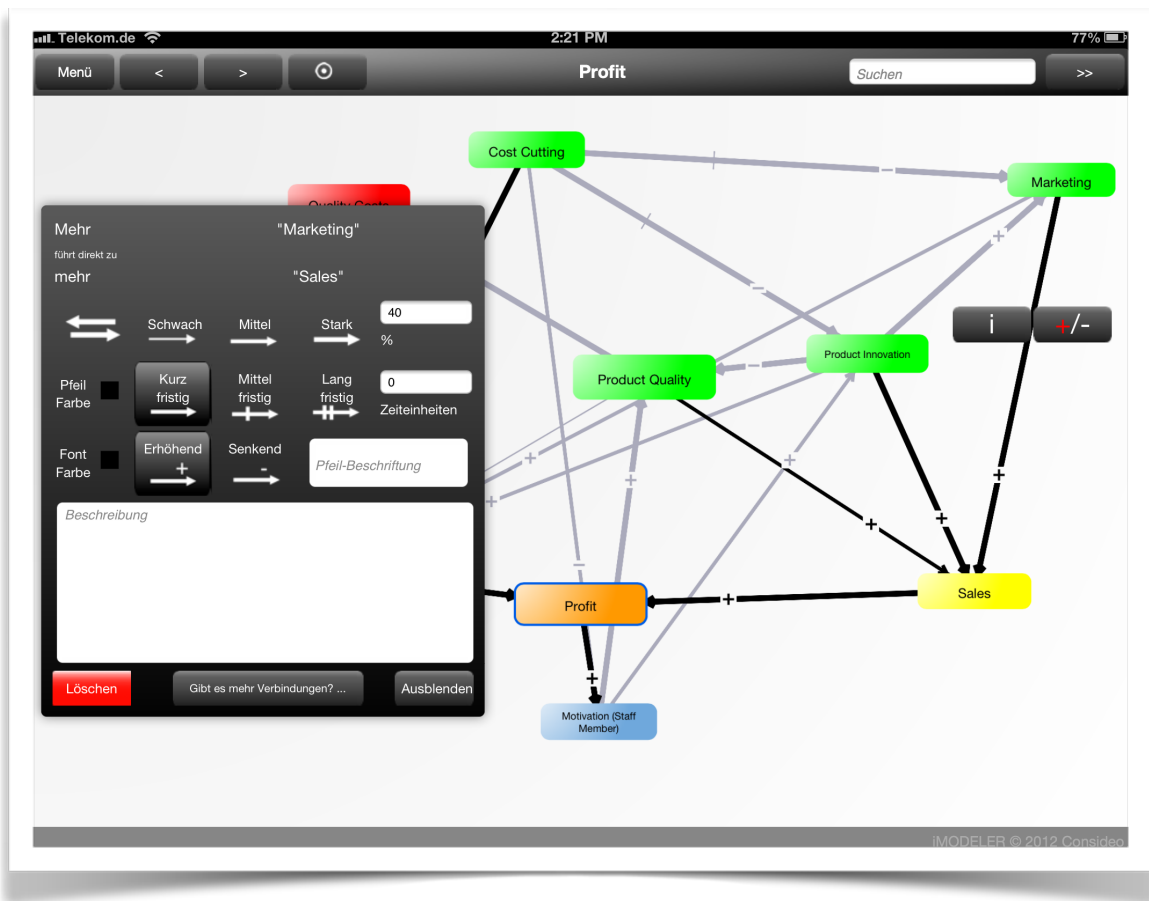 Telekom.de
2:21 PM
77%
Menü
<
>
Profit
Suchen
>>
Cost Cutting
Marketing
Quality Costs
Mehr "Marketing"
führt direkt zu
mehr "Sales"
Schwach
Mittel
Stark
40
%
Pfeil
Farbe
Kurz
fristig
Mittel
fristig
Lang
fristig
0
Zeiteinheiten
Font
Farbe
Erhöhend
+
Senkend
-
Pfeil-Beschriftung
Beschreibung
Löschen
Gibt es mehr Verbindungen? ...
Ausblenden
i
+/-
Product Innovation
Product Quality
Sales
Profit
Motivation (Staff
Member)
iMODELER © 2012 Consideo